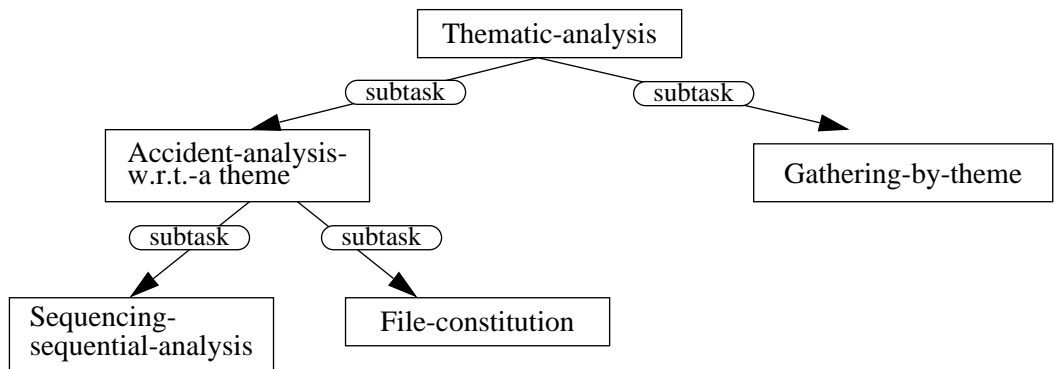 Thematic-analysis
subtask
subtask
Accident-analysis-
w.r.t.-a theme
Gathering-by-theme
subtask
subtask
Sequencing-
sequential-analysis
File-constitution